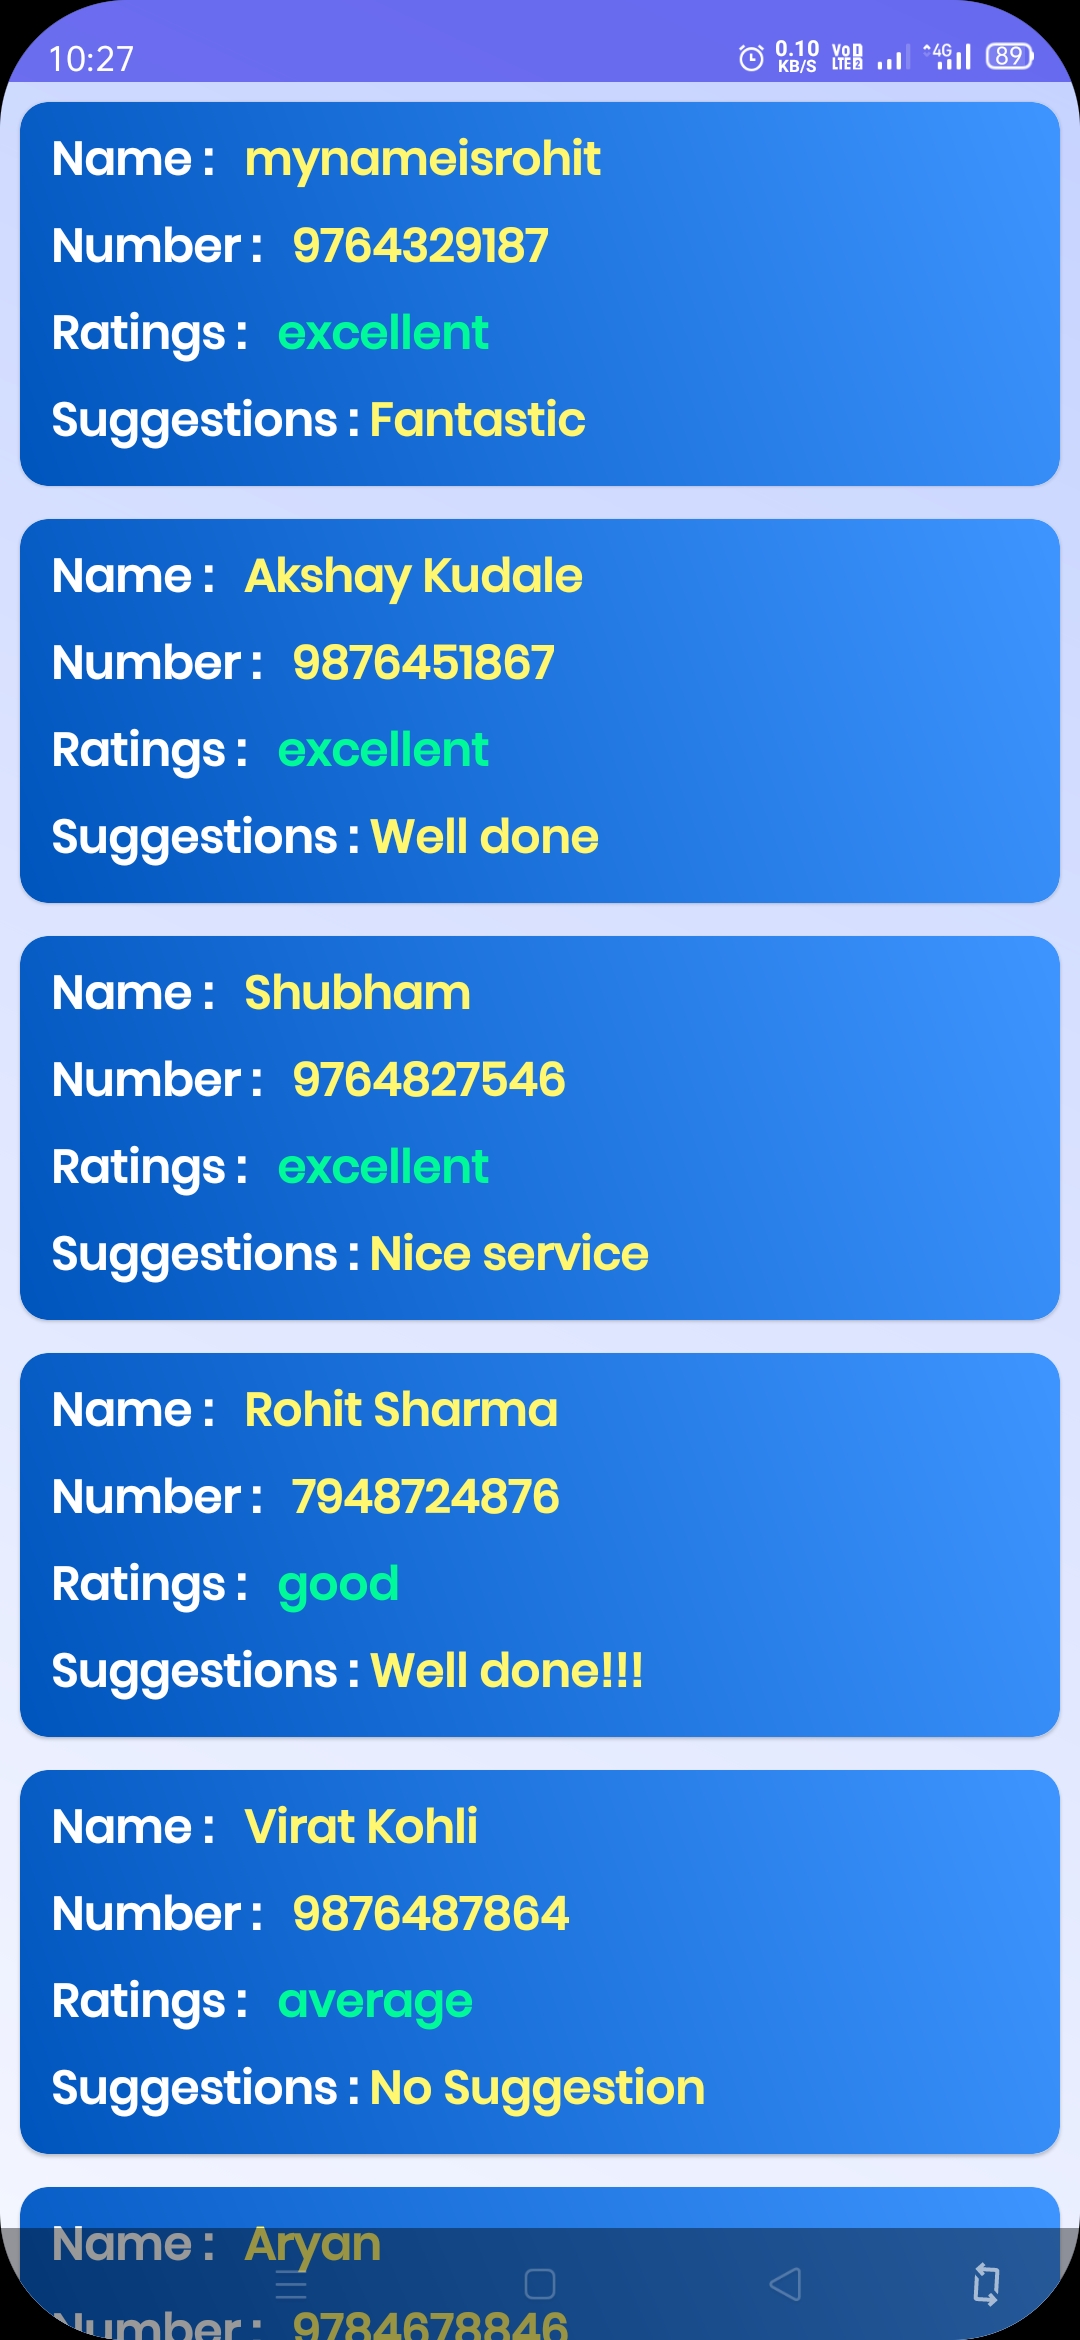 10:27
0.10 KB/S
Vo 1 LTE 2
4G
89
Name : mynameisrohit
Number : 9764329187
Ratings : excellent
Suggestions : Fantastic
Name : Akshay Kudale
Number : 9876451867
Ratings : excellent
Suggestions : Well done
Name : Shubham
Number : 9764827546
Ratings : excellent
Suggestions : Nice service
Name : Rohit Sharma
Number : 7948724876
Ratings : good
Suggestions : Well done!!!
Name : Virat Kohli
Number : 9876487864
Ratings : average
Suggestions : No Suggestion
Name : Aryan
Number : 9784678846